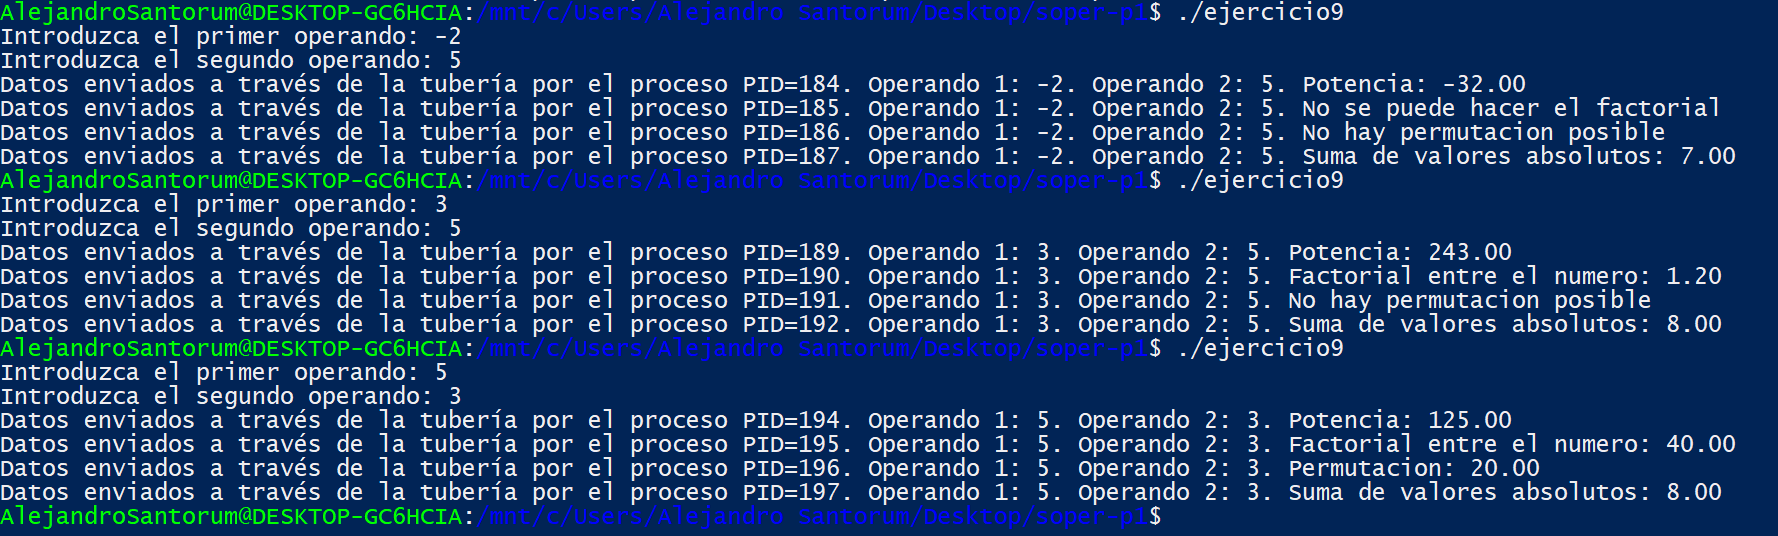 AlejandroSantorum@DESKTOP-GC6HCIA:/mnt/c/Users/Alejandro Santorum/Desktop/soper-p1$ ./ejercicio9
Introduzca el primer operando: -2
Introduzca el segundo operando: 5
Datos enviados a través de la tubería por el proceso PID=184. Operando 1: -2. Operando 2: 5. Potencia: -32.00
Datos enviados a través de la tubería por el proceso PID=185. Operando 1: -2. Operando 2: 5. No se puede hacer el factorial
Datos enviados a través de la tubería por el proceso PID=186. Operando 1: -2. Operando 2: 5. No hay permutacion posible
Datos enviados a través de la tubería por el proceso PID=187. Operando 1: -2. Operando 2: 5. Suma de valores absolutos: 7.00
AlejandroSantorum@DESKTOP-GC6HCIA:/mnt/c/Users/Alejandro Santorum/Desktop/soper-p1$ ./ejercicio9
Introduzca el primer operando: 3
Introduzca el segundo operando: 5
Datos enviados a través de la tubería por el proceso PID=189. Operando 1: 3. Operando 2: 5. Potencia: 243.00
Datos enviados a través de la tubería por el proceso PID=190. Operando 1: 3. Operando 2: 5. Factorial entre el numero: 1.20
Datos enviados a través de la tubería por el proceso PID=191. Operando 1: 3. Operando 2: 5. No hay permutacion posible
Datos enviados a través de la tubería por el proceso PID=192. Operando 1: 3. Operando 2: 5. Suma de valores absolutos: 8.00
AlejandroSantorum@DESKTOP-GC6HCIA:/mnt/c/Users/Alejandro Santorum/Desktop/soper-p1$ ./ejercicio9
Introduzca el primer operando: 5
Introduzca el segundo operando: 3
Datos enviados a través de la tubería por el proceso PID=194. Operando 1: 5. Operando 2: 3. Potencia: 125.00
Datos enviados a través de la tubería por el proceso PID=195. Operando 1: 5. Operando 2: 3. Factorial entre el numero: 40.00
Datos enviados a través de la tubería por el proceso PID=196. Operando 1: 5. Operando 2: 3. Permutacion: 20.00
Datos enviados a través de la tubería por el proceso PID=197. Operando 1: 5. Operando 2: 3. Suma de valores absolutos: 8.00
AlejandroSantorum@DESKTOP-GC6HCIA:/mnt/c/Users/Alejandro Santorum/Desktop/soper-p1$